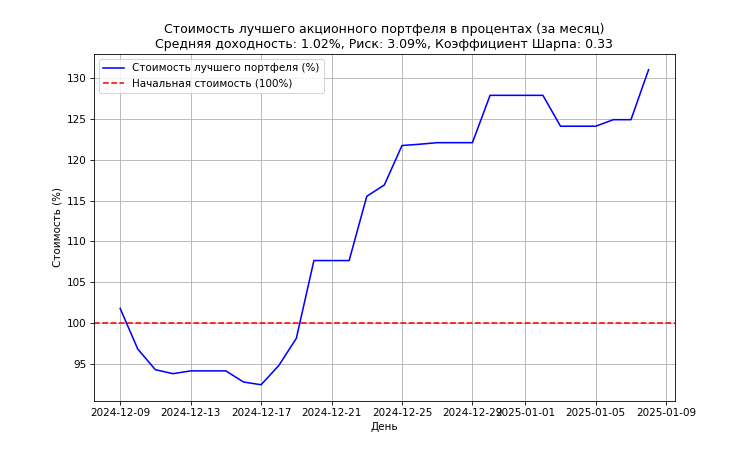 Стоимость лучшего акционного портфеля в процентах (за месяц)
Средняя доходность: 1.02%, Риск: 3.09%, Коэффициент Шарпа: 0.33
Стоимость лучшего портфеля (%)
Начальная стоимость (100%)
Стоимость (%)
130
125
120
115
110
105
100
95
2024-12-09 2024-12-13 2024-12-17 2024-12-21 2024-12-25 2024-12-29 2025-01-01 2025-01-05 2025-01-09
День